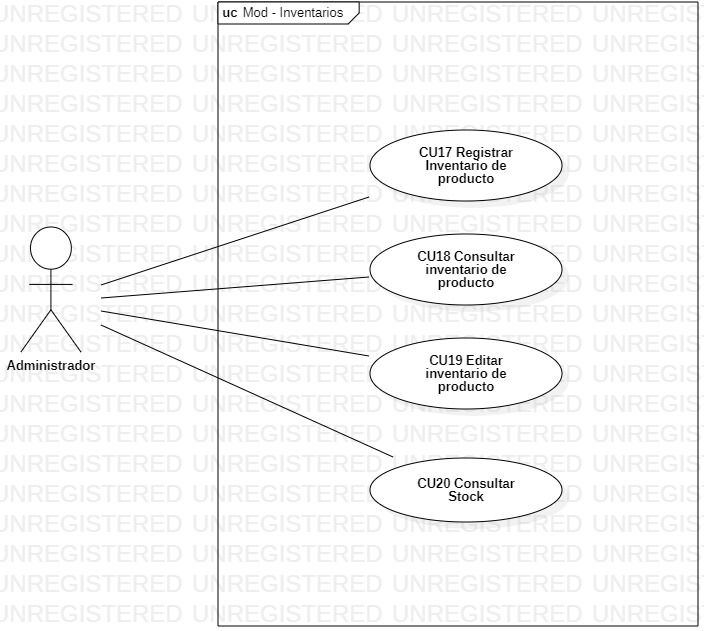 uc Mod - Inventarios
CU17 Registrar
Inventario de
producto
CU18 Consultar
inventario de
producto
Administrador
CU19 Editar
inventario de
producto
CU20 Consultar
Stock
UNREGISTERED